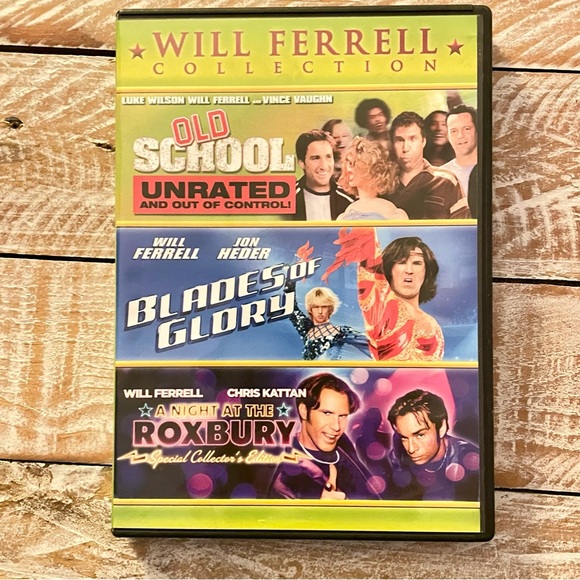 ★ WILL FERRELL ★
COLLECTION
LUKE WILSON WILL FERRELL AND VINCE VAUGHN
OLD
SCHOOL
UNRATED
AND OUT OF CONTROL!
WILL FERRELL
JON HEDER
BLADES OF
GLORY
WILL FERRELL CHRIS KATTAN
A NIGHT AT THE
ROXBURY
Special Collector's Edition